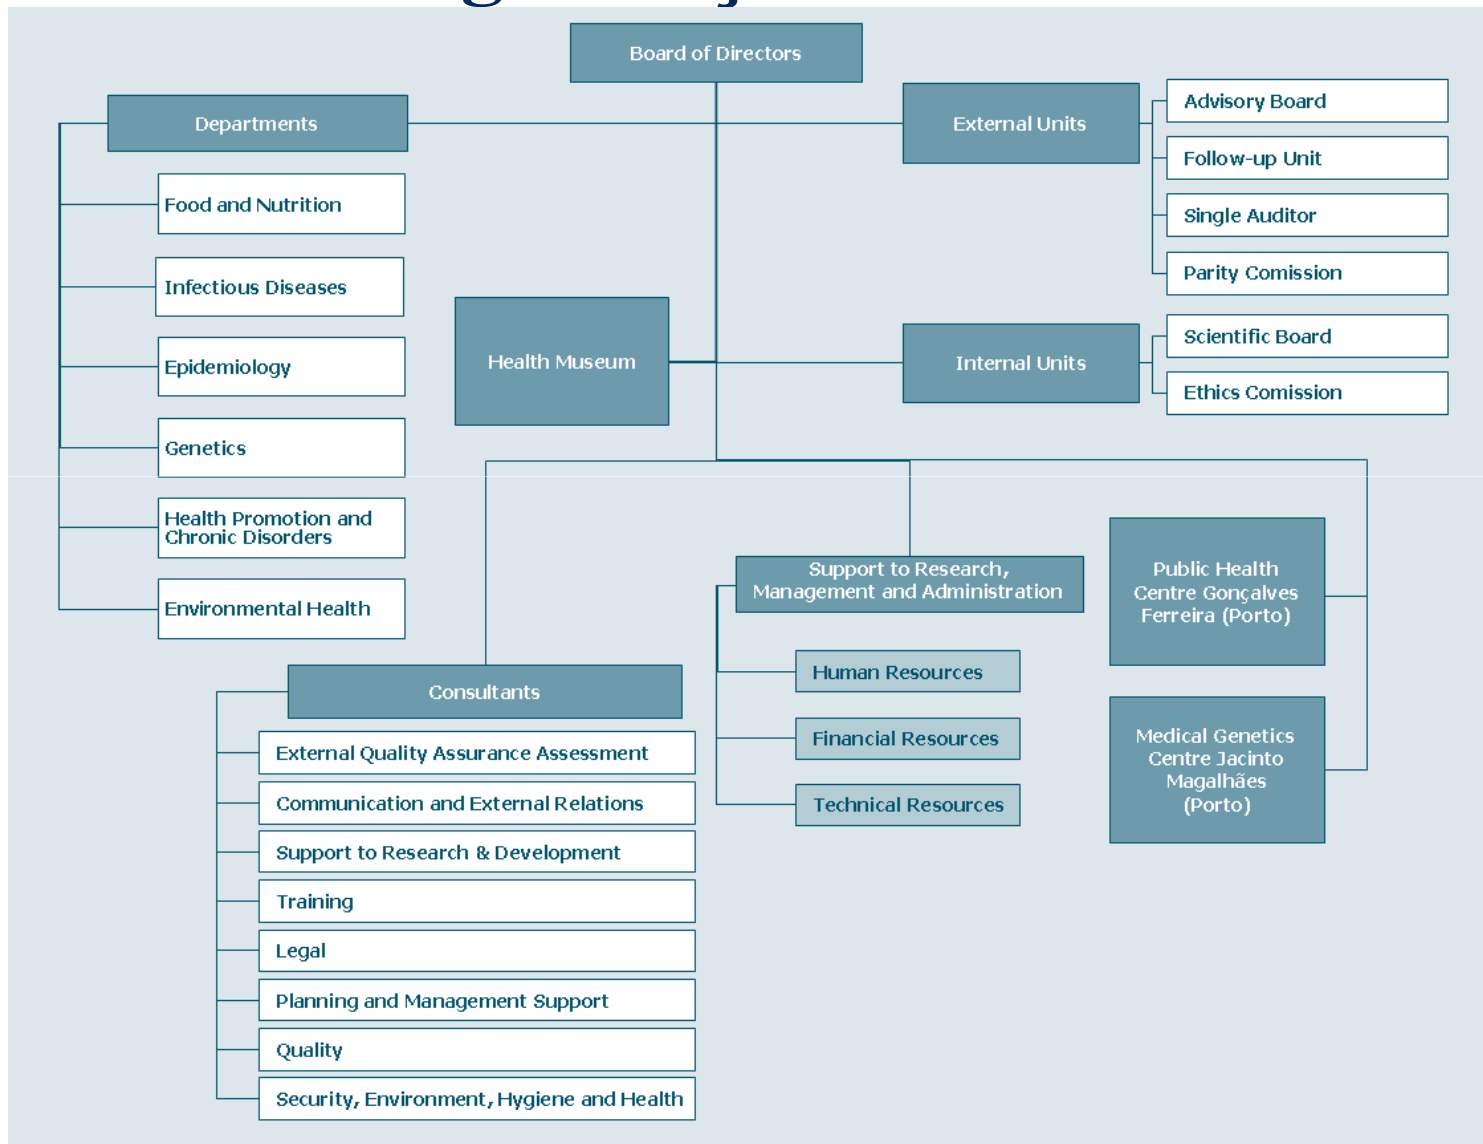 Board of Directors
Departments
Food and Nutrition
Infectious Diseases
Epidemiology
Genetics
Health Promotion and
Chronic Disorders
Environmental Health
External Units
Advisory Board
Follow-up Unit
Single Auditor
Parity Comission
Health Museum
Internal Units
Scientific Board
Ethics Comission
Support to Research,
Management and Administration
Human Resources
Financial Resources
Technical Resources
Public Health
Centre Gonçalves
Ferreira (Porto)
Medical Genetics
Centre Jacinto
Magalhães
(Porto)
Consultants
External Quality Assurance Assessment
Communication and External Relations
Support to Research & Development
Training
Legal
Planning and Management Support
Quality
Security, Environment, Hygiene and Health